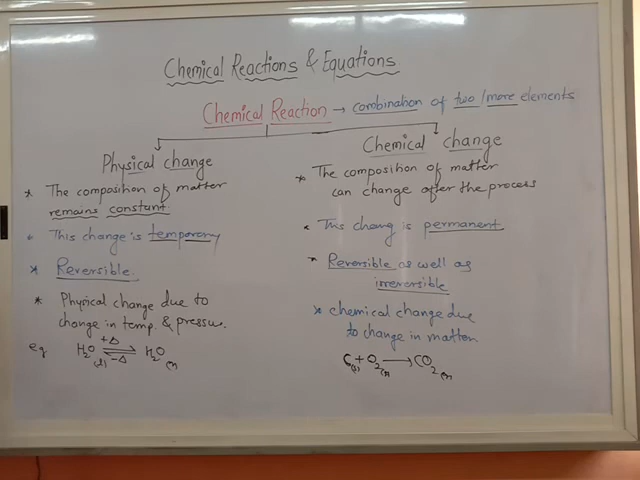 Chemical Reactions & Equations
Chemical Reaction → combination of two/more elements
Physical change
* The composition of matter
remains constant.
* This change is temporary
* Reversible.
* Physical change due to
change in temp. & pressure.
eg H2O (l) +Δ ⇌ -Δ H2O
Chemical change
* The composition of matter
can change after the process
* This chang is permanent
* Reversible as well as
irreversible
* chemical change due
to change in matter.
C(s) + O2 → CO2